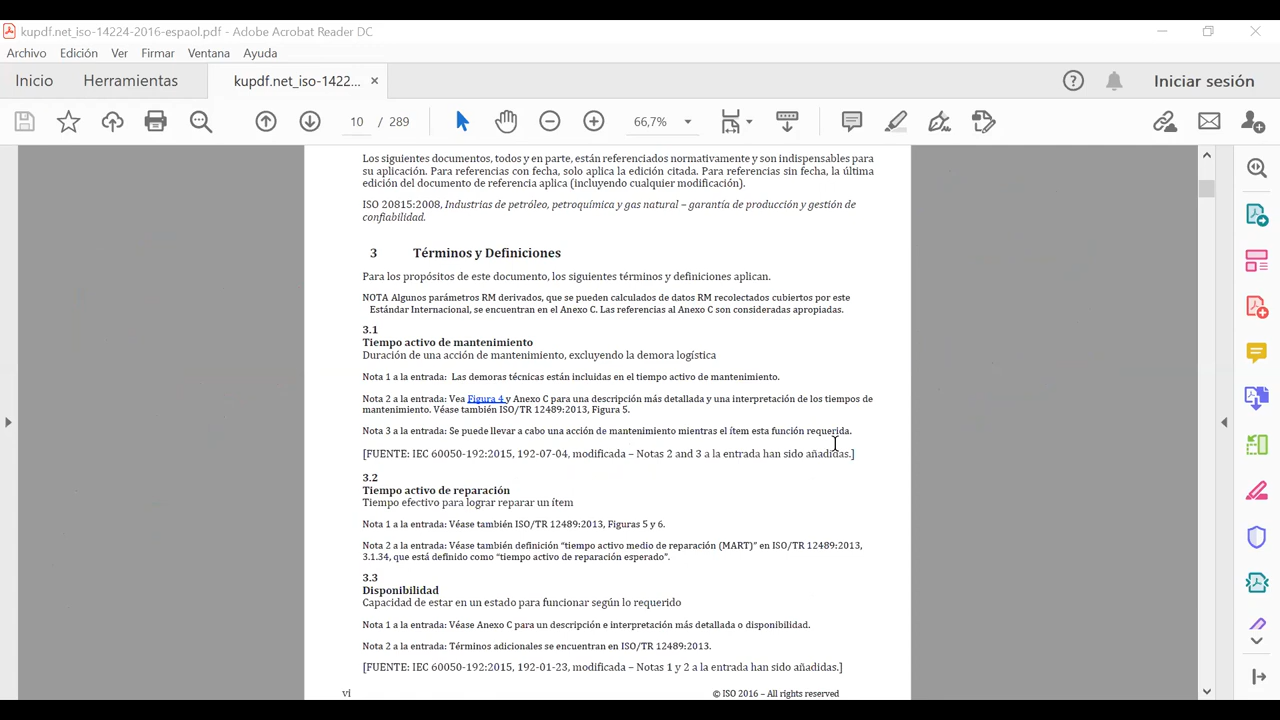 kupdf.net_iso-14224-2016-espaol.pdf - Adobe Acrobat Reader DC
Archivo Edición Ver Firmar Ventana Ayuda
Inicio Herramientas kupdf.net_iso-1422... × Iniciar sesión
10 / 289 66,7%
Los siguientes documentos, todos y en parte, están referenciados normativamente y son indispensables para
su aplicación. Para referencias con fecha, solo aplica la edición citada. Para referencias sin fecha, la última
edición del documento de referencia aplica (incluyendo cualquier modificación).
ISO 20815:2008, Industrias de petróleo, petroquímica y gas natural – garantía de producción y gestión de
confiabilidad.
3 Términos y Definiciones
Para los propósitos de este documento, los siguientes términos y definiciones aplican.
NOTA Algunos parámetros RM derivados, que se pueden calculados de datos RM recolectados cubiertos por este
Estándar Internacional, se encuentran en el Anexo C. Las referencias al Anexo C son consideradas apropiadas.
3.1
Tiempo activo de mantenimiento
Duración de una acción de mantenimiento, excluyendo la demora logística
Nota 1 a la entrada: Las demoras técnicas están incluidas en el tiempo activo de mantenimiento.
Nota 2 a la entrada: Vea Figura 4 y Anexo C para una descripción más detallada y una interpretación de los tiempos de
mantenimiento. Véase también ISO/TR 12489:2013, Figura 5.
Nota 3 a la entrada: Se puede llevar a cabo una acción de mantenimiento mientras el ítem esta función requerida.
[FUENTE: IEC 60050-192:2015, 192-07-04, modificada – Notas 2 and 3 a la entrada han sido añadidas.]
3.2
Tiempo activo de reparación
Tiempo efectivo para lograr reparar un ítem
Nota 1 a la entrada: Véase también ISO/TR 12489:2013, Figuras 5 y 6.
Nota 2 a la entrada: Véase también definición “tiempo activo medio de reparación (MART)” en ISO/TR 12489:2013,
3.1.34, que está definido como “tiempo activo de reparación esperado”.
3.3
Disponibilidad
Capacidad de estar en un estado para funcionar según lo requerido
Nota 1 a la entrada: Véase Anexo C para un descripción e interpretación más detallada o disponibilidad.
Nota 2 a la entrada: Términos adicionales se encuentran en ISO/TR 12489:2013.
[FUENTE: IEC 60050-192:2015, 192-01-23, modificada – Notas 1 y 2 a la entrada han sido añadidas.]
vi © ISO 2016 – All rights reserved